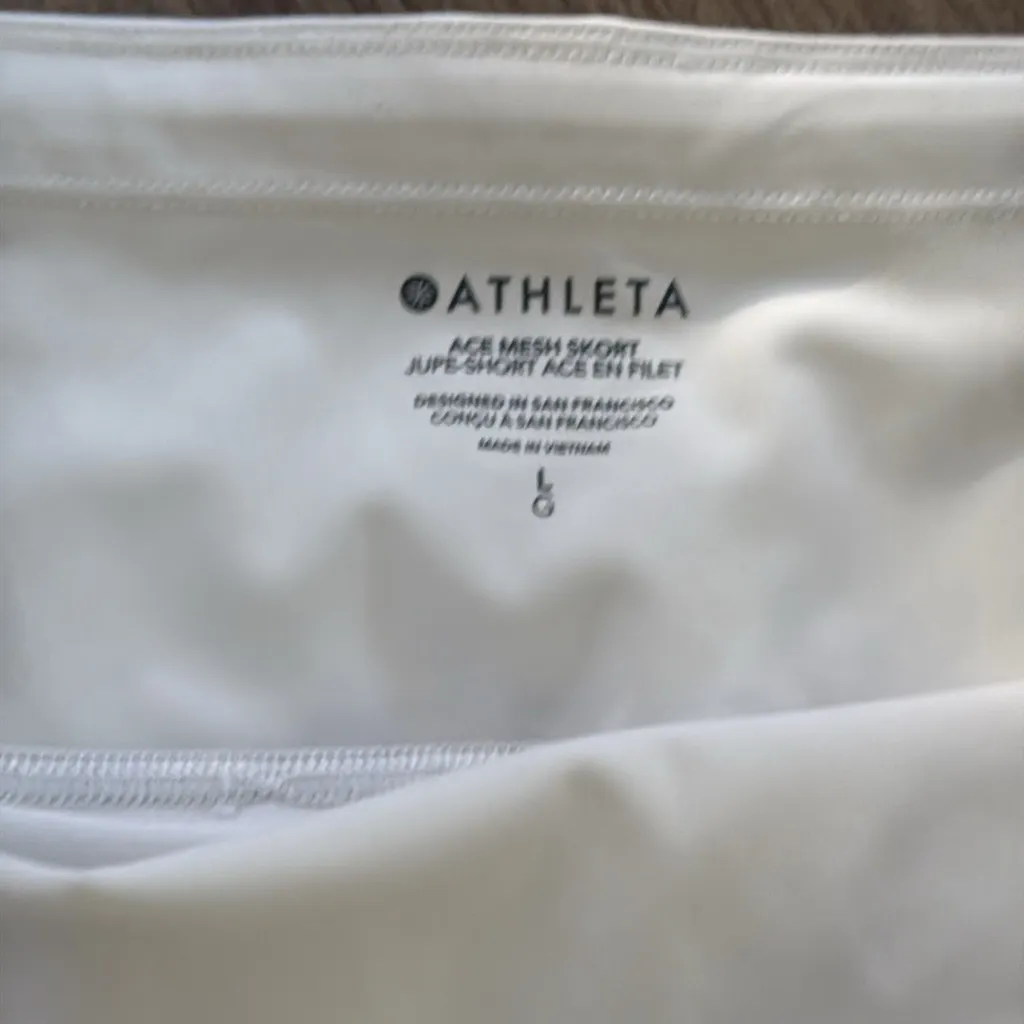 ATHLETA
ACE MESH SKORT
JUPE-SHORT ACE EN FILET
DESIGNED IN SAN FRANCISCO
CONÇU À SAN FRANCISCO
MADE IN VIETNAM
L
G